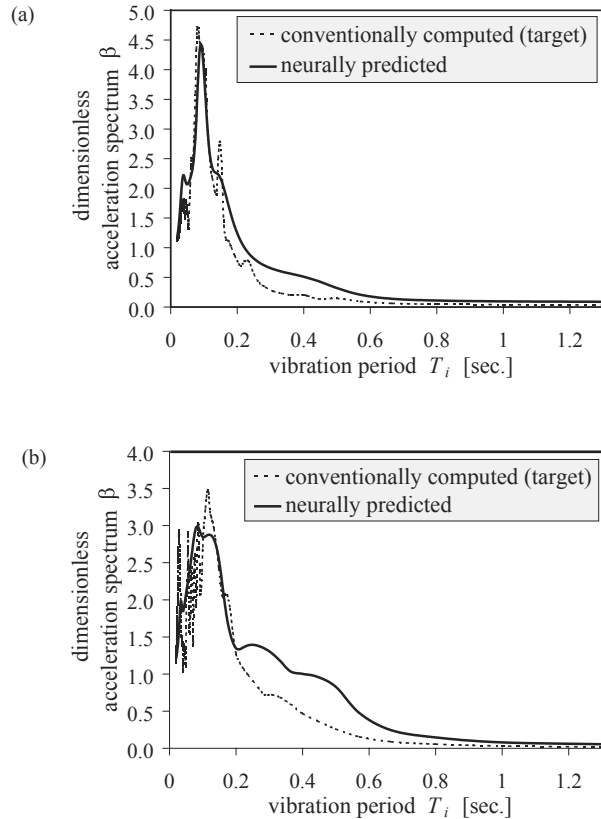 (a)
dimensionless
acceleration spectrum β
5.0
4.5
4.0
3.5
3.0
2.5
2.0
1.5
1.0
0.5
0.0
conventionally computed (target)
neurally predicted
0 0.2 0.4 0.6 0.8 1 1.2
vibration period T i [sec.]
(b)
dimensionless
acceleration spectrum β
4.0
3.5
3.0
2.5
2.0
1.5
1.0
0.5
0.0
conventionally computed (target)
neurally predicted
0 0.2 0.4 0.6 0.8 1 1.2
vibration period T i [sec.]